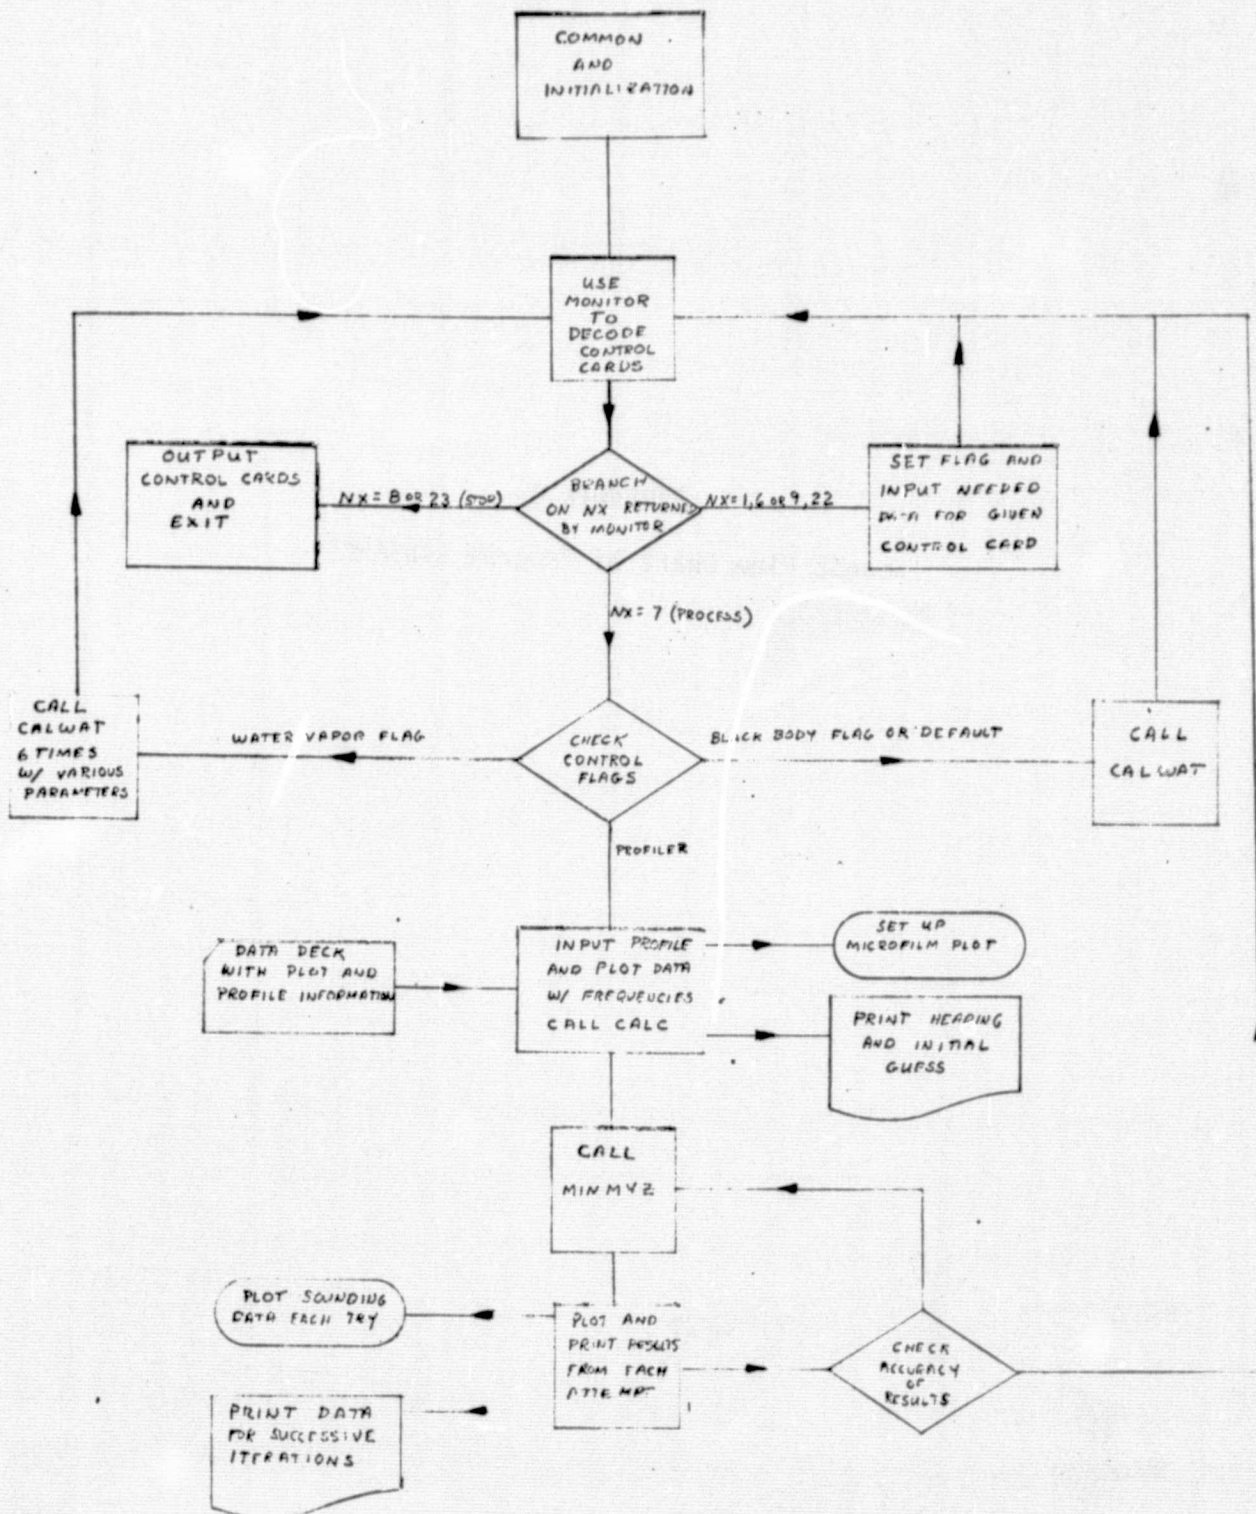 COMMON
AND
INITIALIZATION
USE
MONITOR
TO
DECODE
CONTROL
CARDS
OUTPUT
CONTROL CARDS
AND
EXIT
NX = 8 OR 23 (STOP)
BRANCH
ON NX RETURNED
BY MONITOR
NX=1,6 OR 9,22
SET FLAG AND
INPUT NEEDED
FOR GIVEN
CONTROL CARD
NX = 7 (PROCESS)
CALL
CALWAT
6 TIMES
W/ VARIOUS
PARAMETERS
WATER VAPOR FLAG
CHECK
CONTROL
FLAGS
BLACK BODY FLAG OR DEFAULT
CALL
CALWAT
PROFILER
DATA DECK
WITH PLOT AND
PROFILE INFORMATION
INPUT PROFILE
AND PLOT DATA
W/ FREQUENCIES
CALL CALC
SET UP
MICROFILM PLOT
PRINT HEADING
AND INITIAL
GUESS
CALL
MINMYZ
PLOT SOUNDING
DATA EACH TRY
PLOT AND
PRINT RESULTS
FROM EACH
ATTEMPT
CHECK
ACCURACY
OF
RESULTS
PRINT DATA
FOR SUCCESSIVE
ITERATIONS